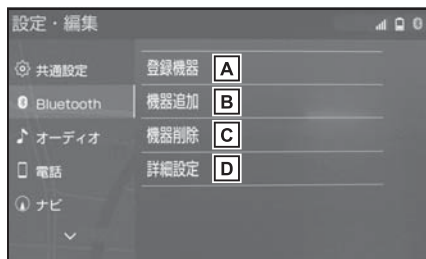 設定・編集
共通設定
Bluetooth
オーディオ
電話
ナビ
登録機器 A
機器追加 B
機器削除 C
詳細設定 D